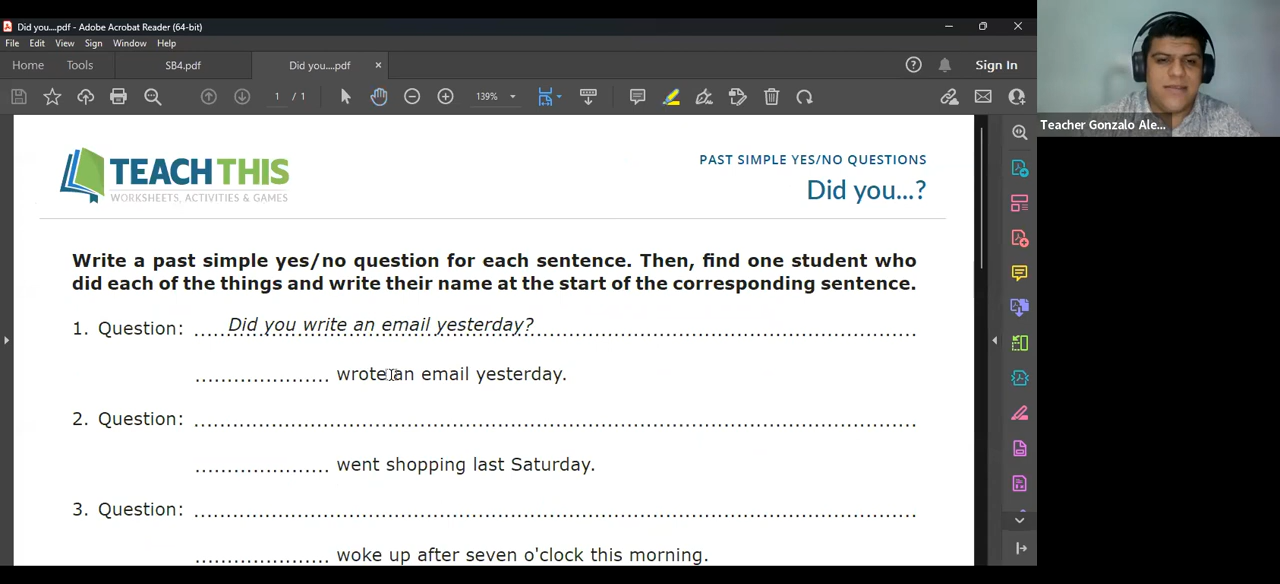 Did you....pdf - Adobe Acrobat Reader (64-bit)
File Edit View Sign Window Help
Home Tools SB4.pdf Did you....pdf × Sign In
1 / 1 139%
TEACH THIS
WORKSHEETS, ACTIVITIES & GAMES
PAST SIMPLE YES/NO QUESTIONS
Did you...?
Write a past simple yes/no question for each sentence. Then, find one student who
did each of the things and write their name at the start of the corresponding sentence.
1. Question: ....Did you write an email yesterday?....
..................... wrote an email yesterday.
2. Question: ....................
..................... went shopping last Saturday.
3. Question: ....................
..................... woke up after seven o'clock this morning.
Teacher Gonzalo Ale...